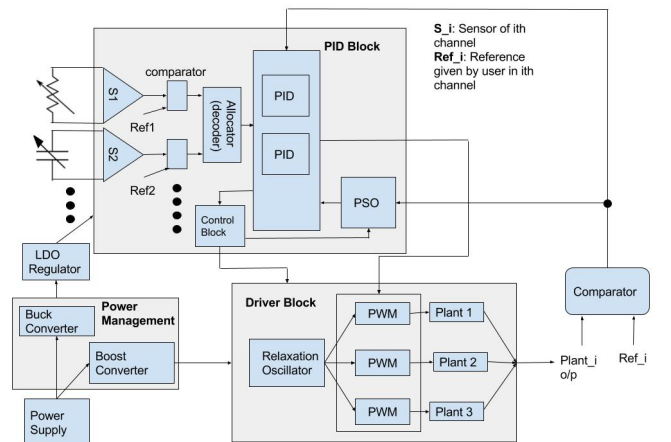 PID Block
S_i: Sensor of ith
channel
Ref_i: Reference
given by user in ith
channel
comparator
S1
Ref1
Allocator
(decoder)
PID
S2
Ref2
PID
Control
Block
PSO
LDO
Regulator
Power
Management
Buck
Converter
Boost
Converter
Power
Supply
Driver Block
Relaxation
Oscillator
PWM
Plant 1
PWM
Plant 2
PWM
Plant 3
Comparator
Plant_i
o/p
Ref_i